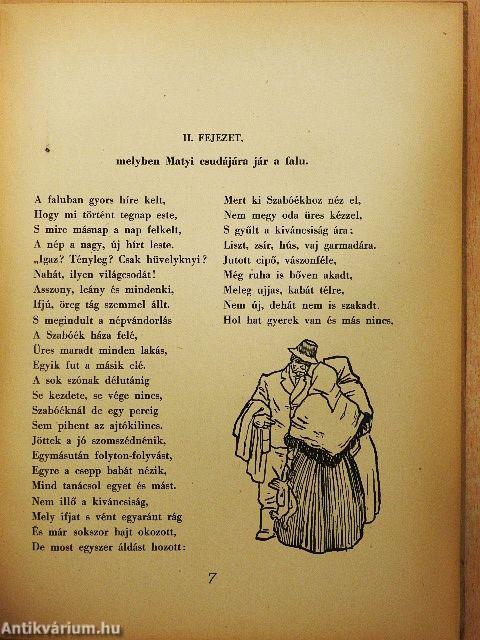 II. FEJEZET,
melyben Matyi csudájára jár a falu.
A faluban gyors híre kelt,
Hogy mi történt tegnap este,
S mire másnap a nap felkelt,
A nép a nagy, új hírt leste.
„Igaz? Tényleg? Csak hüvelyknyi?
Nahát, ilyen világcsodát!
Asszony, leány és mindenki,
Ifjú, öreg tág szemmel állt.
S megindult a népvándorlás
A Szabóék háza felé,
Üres maradt minden lakás,
Egyik fut a másik elé.
A sok szónak délutánig
Se kezdete, se vége nincs,
Szabóéknál de egy percig
Sem pihent az ajtókilincs.
Jöttek a jó szomszédnénik,
Egymásután folyton-folyvást,
Egyre a csepp babát nézik,
Mind tanácsol egyet és mást.
Nem illő a kiváncsiság,
Mely ifjat s vént egyaránt rág
És már sokszor bajt okozott,
De most egyszer áldást hozott:
Mert ki Szabóékhoz néz el,
Nem megy oda üres kézzel,
S gyűlt a kiváncsiság ára:
Liszt, zsír, hús, vaj garmadára.
Jutott cipő, vászonféle,
Még ruha is bőven akadt,
Meleg ujjas, kabát télre,
Nem új, dehát nem is szakadt.
Hol hat gyerek van és más nincs,
7
Antikvárium.hu